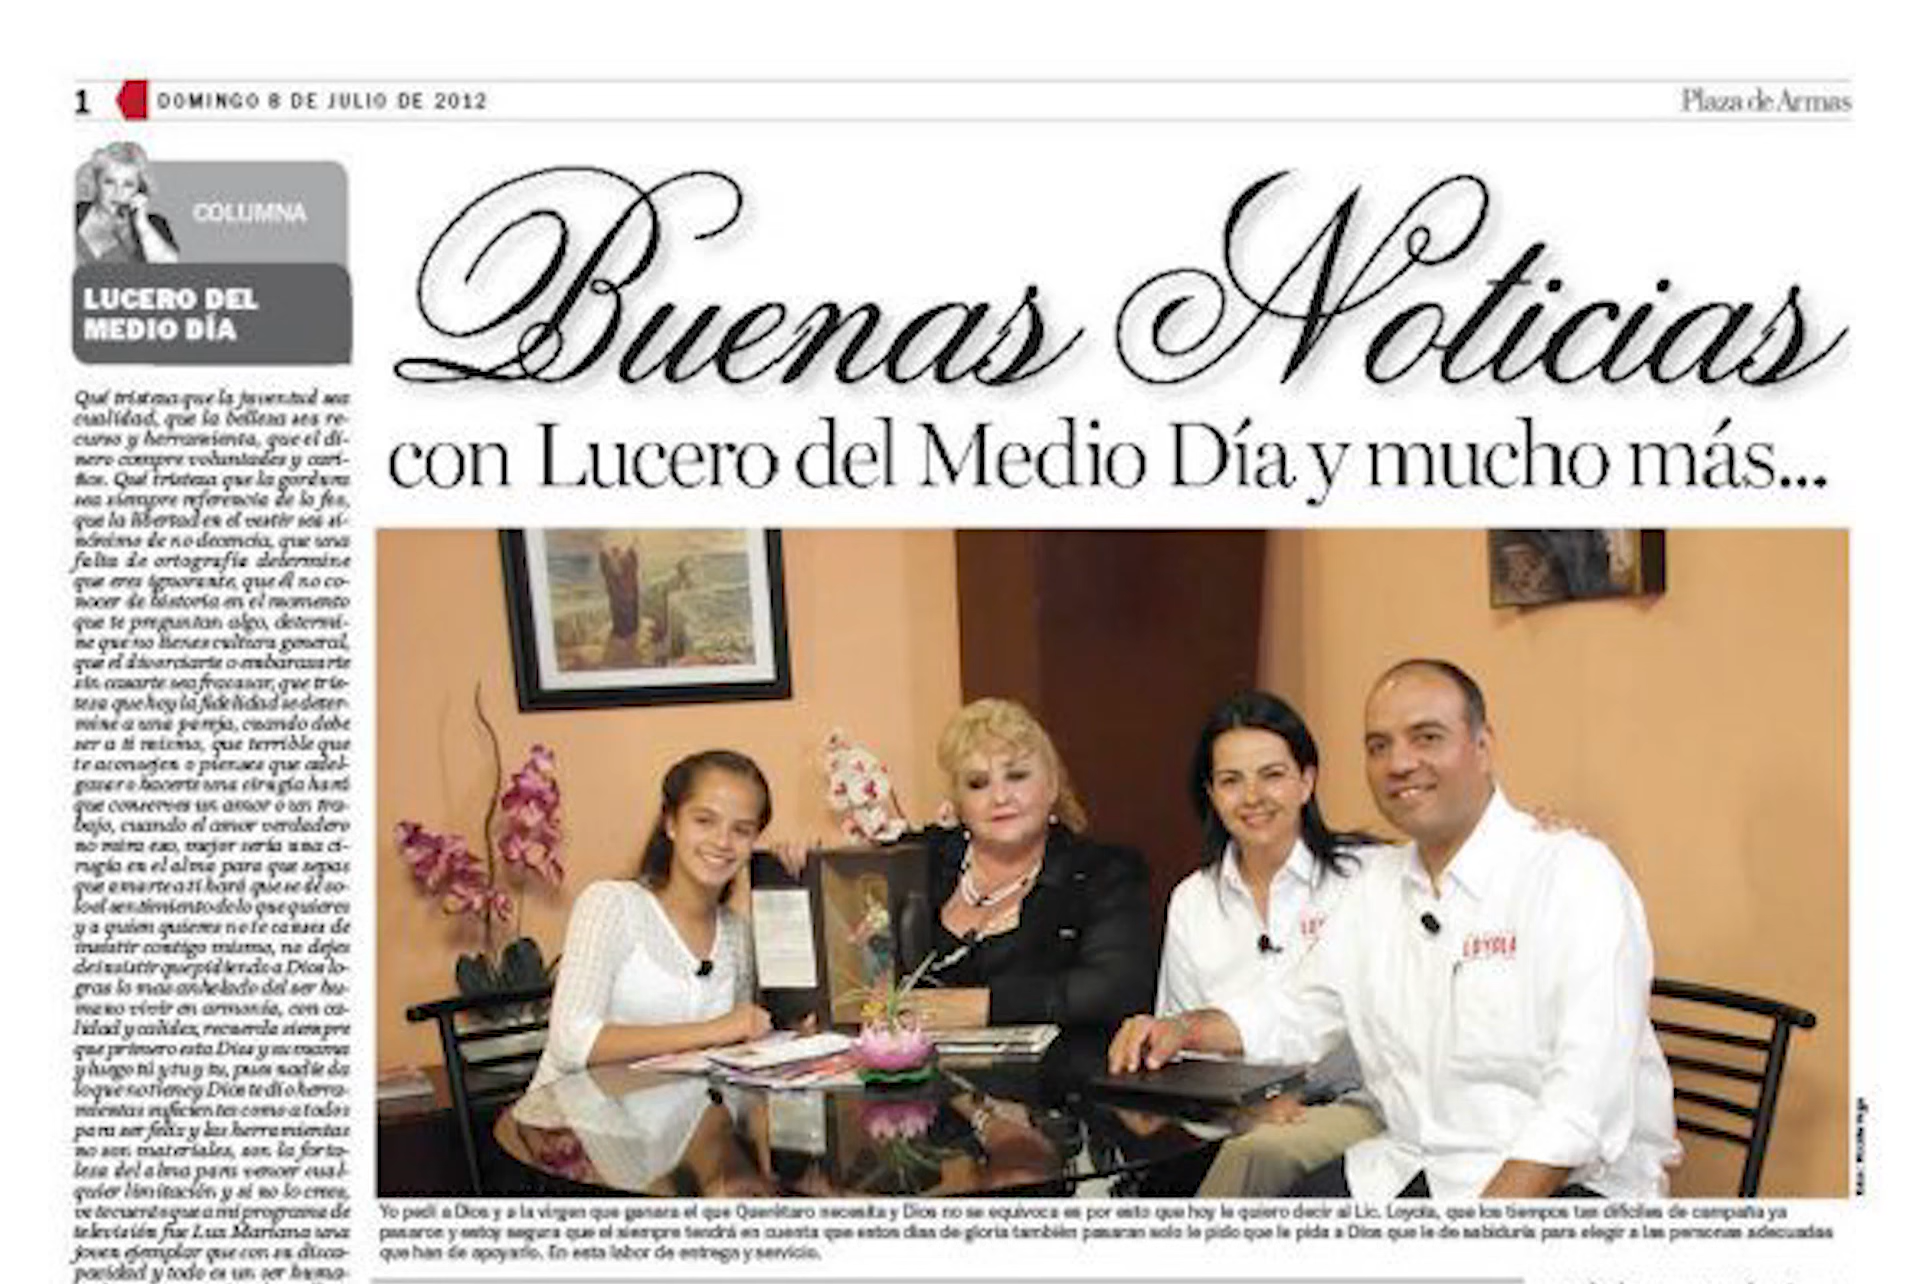 1 DOMINGO 8 DE JULIO DE 2012
Plaza de Armas
COLUMNA
LUCERO DEL
MEDIO DÍA
Qué tristeza que la juventud sea
cualidad, que la belleza sea re-
curso y herramienta, que el di-
nero compre voluntades y cari-
ños. Qué tristeza que la gordura
sea siempre referencia de lo feo,
que la libertad en el vestir sea si-
nónimo de no decencia, que una
falta de ortografía determine
que eres ignorante, que él no co-
nocer de historia en el momento
que te preguntan algo, determi-
ne que no tienes cultura general,
que el divorciarte o embarazarte
sin casarte sea fracasar, que tris-
teza que hoy la fidelidad se deter-
mine a una pareja, cuando debe
ser a ti mismo, que terrible que
te aconsejen o pienses que adel-
gazar o hacerte una cirugía hará
que conserves un amor o un tra-
bajo, cuando el amor verdadero
no mira eso, mejor sería una ci-
rugía en el alma para que sepas
que amarte a ti hará que se dé so-
lo el sentimiento de lo que quieres
y a quien quieres no te canses de
insistir contigo mismo, no dejes
de insistir que pidiendo a Dios lo-
gras lo mas anhelado del ser hu-
mano vivir en armonía, con ca-
lidad y calidez, recuerda siempre
que primero esta Dios y su mama
y luego tú y tu y tu, pues nadie da
lo que no tiene y Dios te dio herra-
mientas suficientes como a todos
para ser feliz y las herramientas
no son materiales, son la forta-
leza del alma para vencer cual-
quier limitación y si no lo crees,
ve te cuento que a mi programa de
televisión fue Luz Mariana una
joven ejemplar que con su disca-
pacidad y todo es un ser huma-
Buenas Noticias
con Lucero del Medio Día y mucho más...
LOYOLA
Yo pedí a Dios y a la virgen que ganara el que Querétaro necesita y Dios no se equivoca es por esto que hoy le quiero decir al Lic. Loyola, que los tiempos tan difíciles de campaña ya
pasaron y estoy segura que el siempre tendrá en cuenta que estos días de gloria también pasaran solo le pido que le pida a Dios que le de sabiduría para elegir a las personas adecuadas
que han de apoyarlo. En esta labor de entrega y servicio.